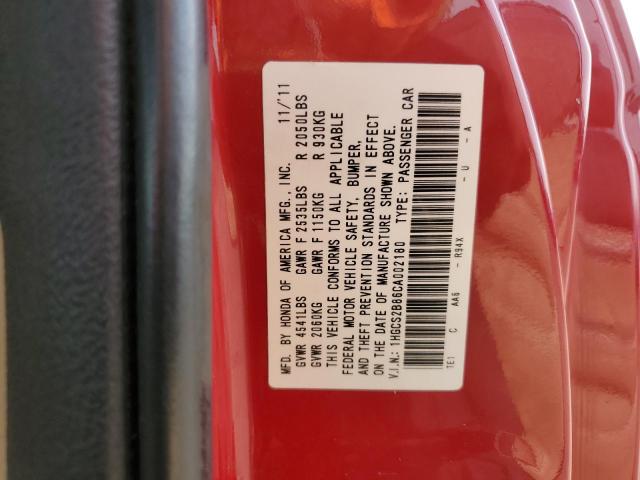 MFD. BY HONDA OF AMERICA MFG., INC. 11/'11
GVWR 4541LBS GAWR F 2535LBS R 2050LBS
GVWR 2060KG GAWR F 1150KG R 930KG
THIS VEHICLE CONFORMS TO ALL APPLICABLE
FEDERAL MOTOR VEHICLE SAFETY, BUMPER,
AND THEFT PREVENTION STANDARDS IN EFFECT
ON THE DATE OF MANUFACTURE SHOWN ABOVE.
V.I.N.: 1HGCS2B86CA002180 TYPE: PASSENGER CAR
TE1 C AA6 - R94X - U - A